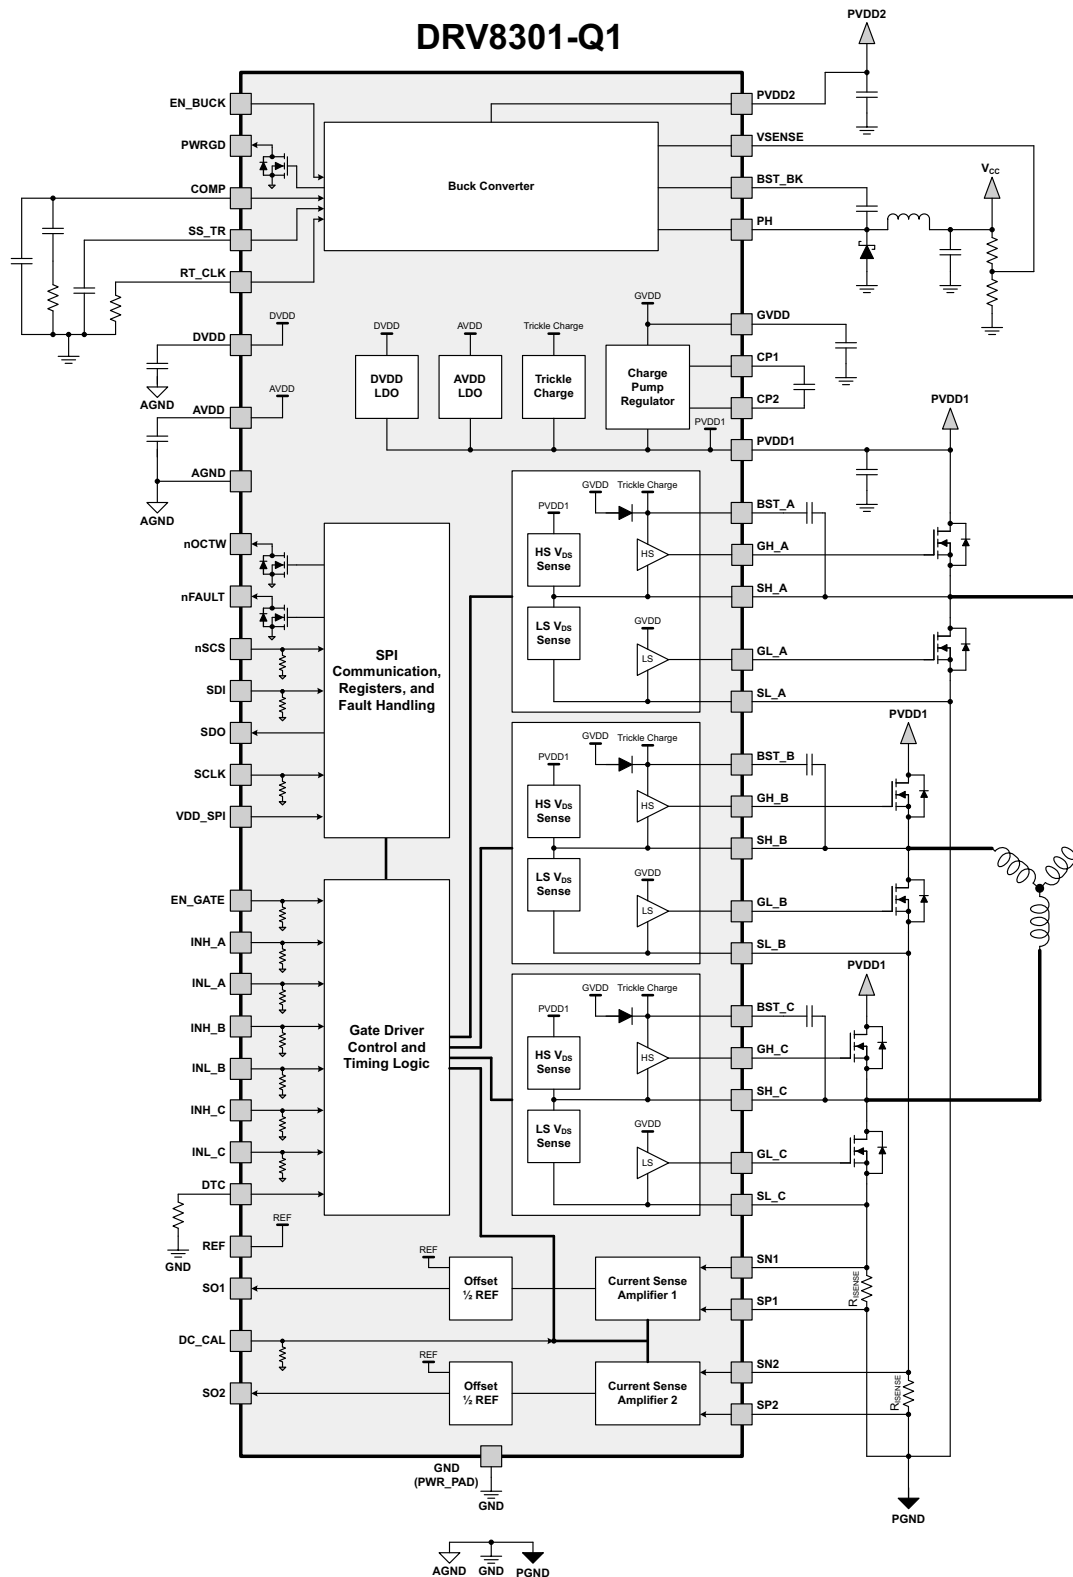 DRV8301-Q1
PVDD2
EN_BUCK
PWRGD
COMP
SS_TR
RT_CLK
Buck Converter
PVDD2
VSENSE
BST_BK
PH
VCC
DVDD
DVDD
AGND
AVDD
AVDD
AGND
AGND
DVDD
DVDD
LDO
AVDD
AVDD
LDO
Trickle Charge
Trickle
Charge
GVDD
Charge
Pump
Regulator
PVDD1
GVDD
CP1
CP2
PVDD1
PVDD1
nOCTW
nFAULT
nSCS
SDI
SDO
SCLK
VDD_SPI
SPI
Communication,
Registers, and
Fault Handling
GVDD
Trickle Charge
PVDD1
HS VDS
Sense
HS
LS VDS
Sense
GVDD
LS
BST_A
GH_A
SH_A
GL_A
SL_A
PVDD1
GVDD
Trickle Charge
PVDD1
HS VDS
Sense
HS
LS VDS
Sense
GVDD
LS
BST_B
GH_B
SH_B
GL_B
SL_B
PVDD1
EN_GATE
INH_A
INL_A
INH_B
INL_B
INH_C
INL_C
DTC
GND
Gate Driver
Control and
Timing Logic
GVDD
Trickle Charge
PVDD1
HS VDS
Sense
HS
LS VDS
Sense
GVDD
LS
BST_C
GH_C
SH_C
GL_C
SL_C
REF
REF
SO1
DC_CAL
SO2
REF
Offset
½ REF
Current Sense
Amplifier 1
SN1
SP1
RISENSE
REF
Offset
½ REF
Current Sense
Amplifier 2
SN2
SP2
RISENSE
GND
(PWR_PAD)
GND
PGND
AGND
GND
PGND